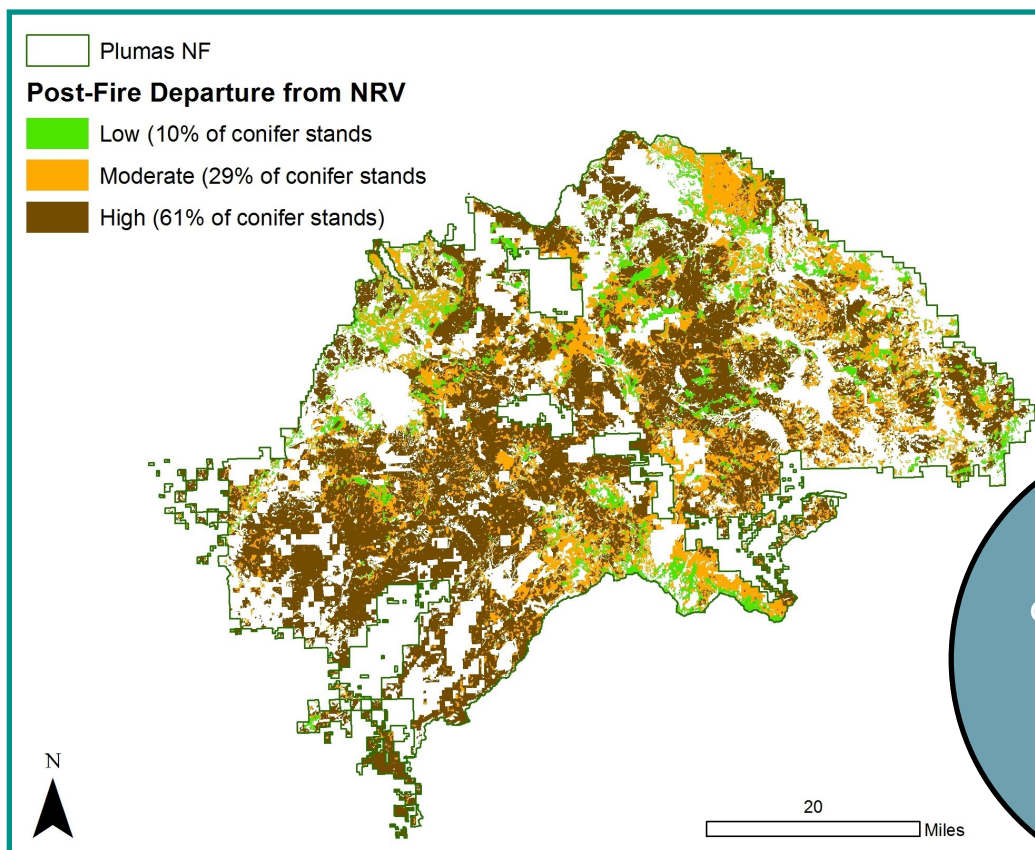 Plumas NF
Post-Fire Departure from NRV
Low (10% of conifer stands
Moderate (29% of conifer stands
High (61% of conifer stands)
N
20
Miles